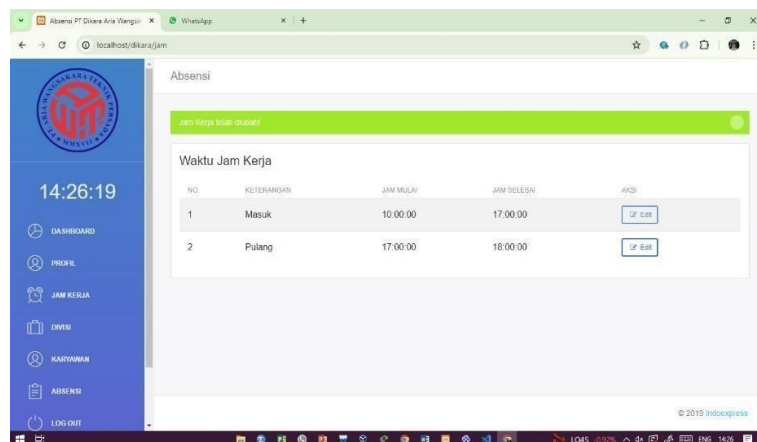 Absensi PT Dikara Aria Wangsa
WhatsApp
localhost/dikara/jam
Absensi
Jam Kerja telah diubah!
Waktu Jam Kerja
NO. KETERANGAN JAM MULAI JAM SELESAI AKSI
1 Masuk 10:00:00 17:00:00 Edit
2 Pulang 17:00:00 18:00:00 Edit
14:26:19
DASHBOARD
PROFIL
JAM KERJA
DIVISI
KARYAWAN
ABSENSI
LOG OUT
© 2019 Indoexpress
ENG 14:26